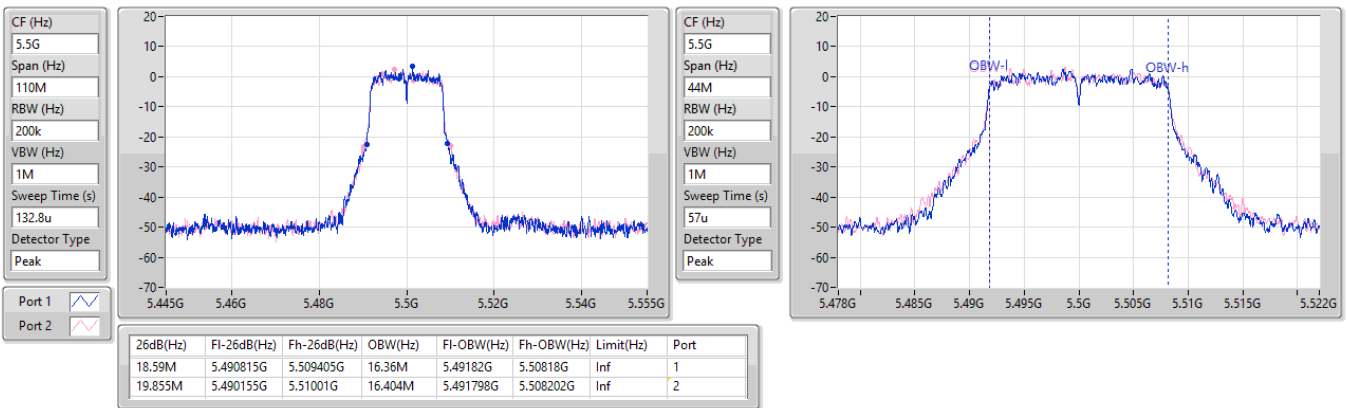 CF (Hz)
5.5G
Span (Hz)
110M
RBW (Hz)
200k
VBW (Hz)
1M
Sweep Time (s)
132.8u
Detector Type
Peak
Port 1
Port 2
20
10
0
-10
-20
-30
-40
-50
-60
-70
5.445G 5.46G 5.48G 5.5G 5.52G 5.54G 5.555G
CF (Hz)
5.5G
Span (Hz)
44M
RBW (Hz)
200k
VBW (Hz)
1M
Sweep Time (s)
57u
Detector Type
Peak
20
10
0
-10
-20
-30
-40
-50
-60
-70
OBW-l OBW-h
5.478G 5.485G 5.49G 5.495G 5.5G 5.505G 5.51G 5.515G 5.522G
26dB(Hz) Fl-26dB(Hz) Fh-26dB(Hz) OBW(Hz) Fl-OBW(Hz) Fh-OBW(Hz) Limit(Hz) Port
18.59M 5.490815G 5.509405G 16.36M 5.49182G 5.50818G Inf 1
19.855M 5.490155G 5.51001G 16.404M 5.491798G 5.508202G Inf 2